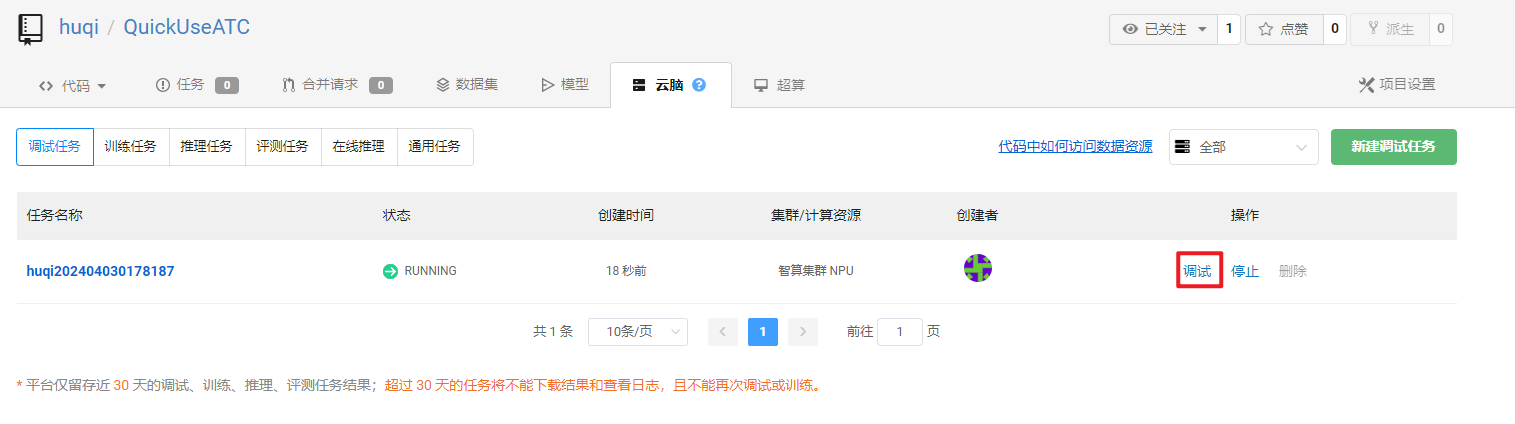 huqi / QuickUseATC
已关注 1 点赞 0 派生 0
代码 任务 0 合并请求 0 数据集 模型 云脑 ? 超算 项目设置
调试任务 训练任务 推理任务 评测任务 在线推理 通用任务 代码中如何访问数据资源 全部 新建调试任务
任务名称 状态 创建时间 集群/计算资源 创建者 操作
huqi202404030178187 RUNNING 18 秒前 智算集群 NPU 调试 停止 删除
共 1 条 10条/页 1 前往 1 页
* 平台仅留存近 30 天的调试、训练、推理、评测任务结果；超过 30 天的任务将不能下载结果和查看日志，且不能再次调试或训练。